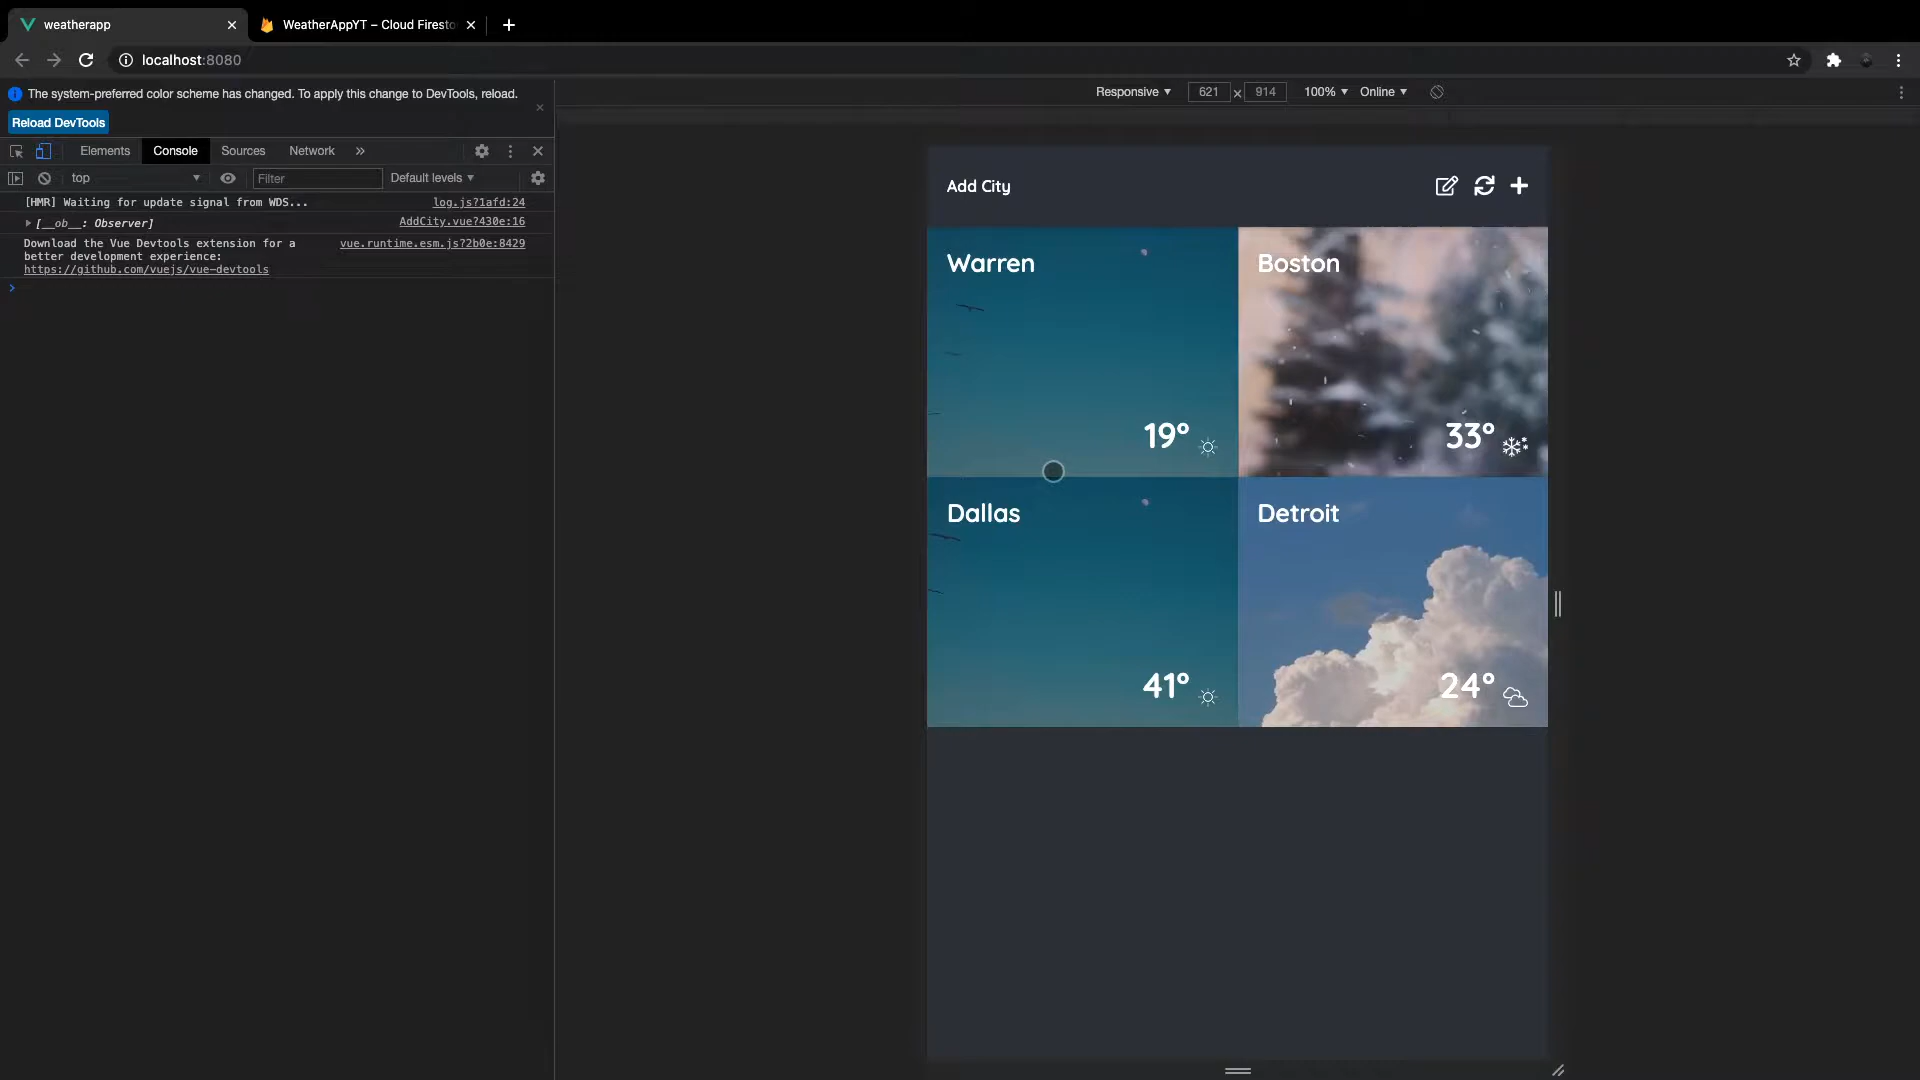 weatherapp
WeatherAppYT – Cloud Firesto
localhost:8080
The system-preferred color scheme has changed. To apply this change to DevTools, reload.
Reload DevTools
Responsive 621 × 914 100% Online
Elements Console Sources Network »
top Filter Default levels
[HMR] Waiting for update signal from WDS... log.js?1afd:24
[__ob__: Observer] AddCity.vue?430e:16
Download the Vue Devtools extension for a vue.runtime.esm.js?2b0e:8429
better development experience:
https://github.com/vuejs/vue-devtools
Add City
Warren
19°
Boston
33°
Dallas
41°
Detroit
24°